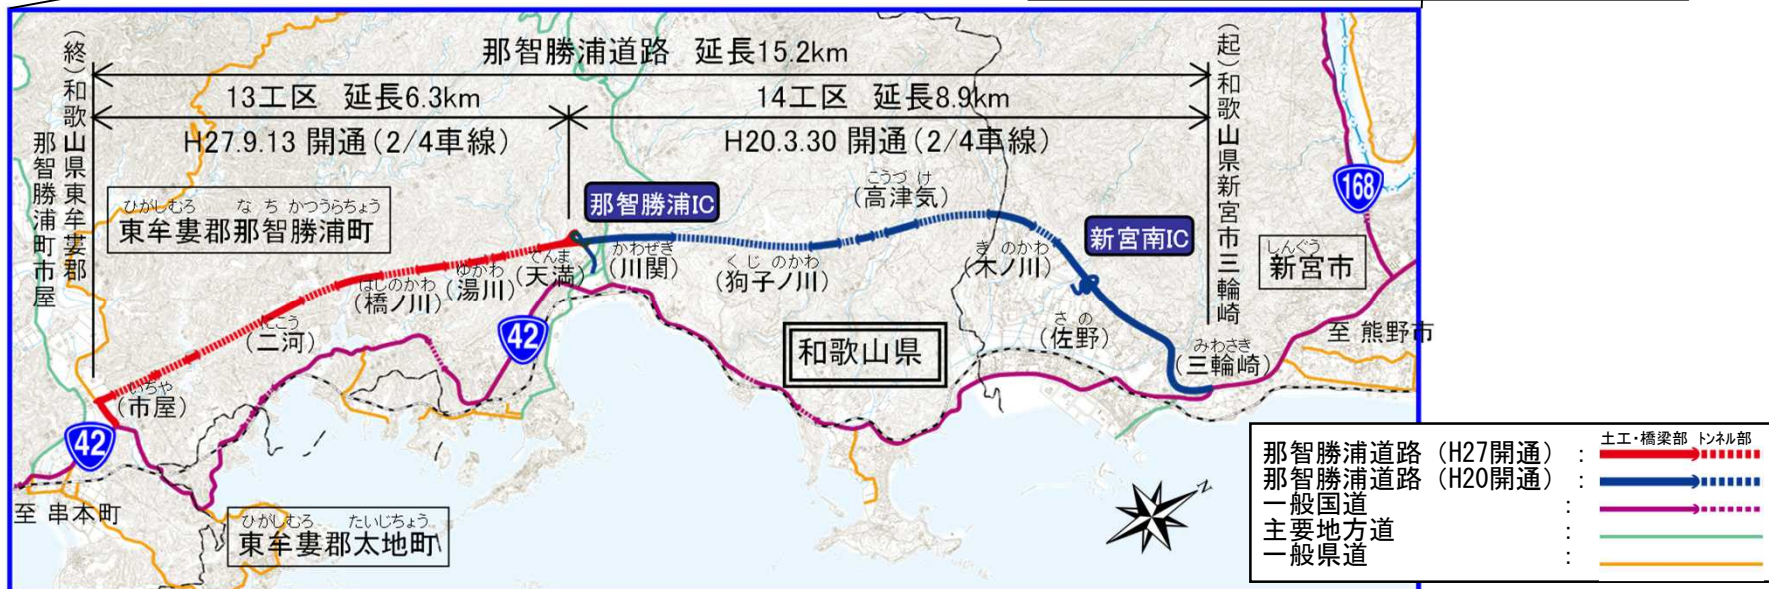 那智勝浦道路 延長15.2km
13工区 延長6.3km
14工区 延長8.9km
H27.9.13 開通（2/4車線）
H20.3.30 開通（2/4車線）
（終）和歌山県東牟婁郡
那智勝浦町市屋
（起）和歌山県新宮市三輪崎
ひがしむろ なち かつうらちょう
東牟婁郡那智勝浦町
那智勝浦IC
新宮南IC
168
しんぐう
新宮市
至 熊野市
こうづけ
（高津気）
きのかわ
（木ノ川）
かわぜき
（川関）
くじのかわ
（狗子ノ川）
てんま
（天満）
ゆかわ
（湯川）
はしのかわ
（橋ノ川）
にこう
（二河）
いちや
（市屋）
さの
（佐野）
みわさき
（三輪崎）
42
和歌山県
42
至 串本町
ひがしむろ たいじちょう
東牟婁郡太地町
N
土工・橋梁部 トンネル部
那智勝浦道路（H27開通）：
那智勝浦道路（H20開通）：
一般国道 ：
主要地方道 ：
一般県道 ：